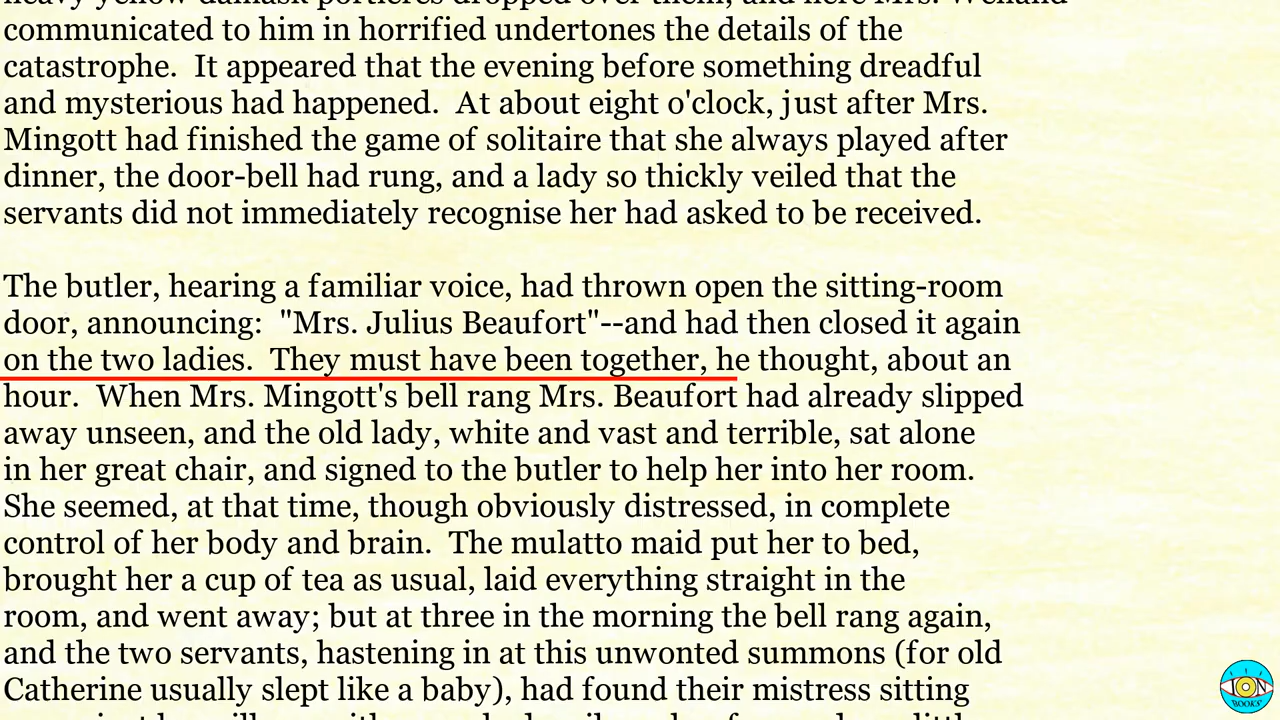 communicated to him in horrified undertones the details of the
catastrophe.  It appeared that the evening before something dreadful
and mysterious had happened.  At about eight o'clock, just after Mrs.
Mingott had finished the game of solitaire that she always played after
dinner, the door-bell had rung, and a lady so thickly veiled that the
servants did not immediately recognise her had asked to be received.

The butler, hearing a familiar voice, had thrown open the sitting-room
door, announcing:  "Mrs. Julius Beaufort"--and had then closed it again
on the two ladies.  They must have been together, he thought, about an
hour.  When Mrs. Mingott's bell rang Mrs. Beaufort had already slipped
away unseen, and the old lady, white and vast and terrible, sat alone
in her great chair, and signed to the butler to help her into her room.
She seemed, at that time, though obviously distressed, in complete
control of her body and brain.  The mulatto maid put her to bed,
brought her a cup of tea as usual, laid everything straight in the
room, and went away; but at three in the morning the bell rang again,
and the two servants, hastening in at this unwonted summons (for old
Catherine usually slept like a baby), had found their mistress sitting
ION
BOOKS